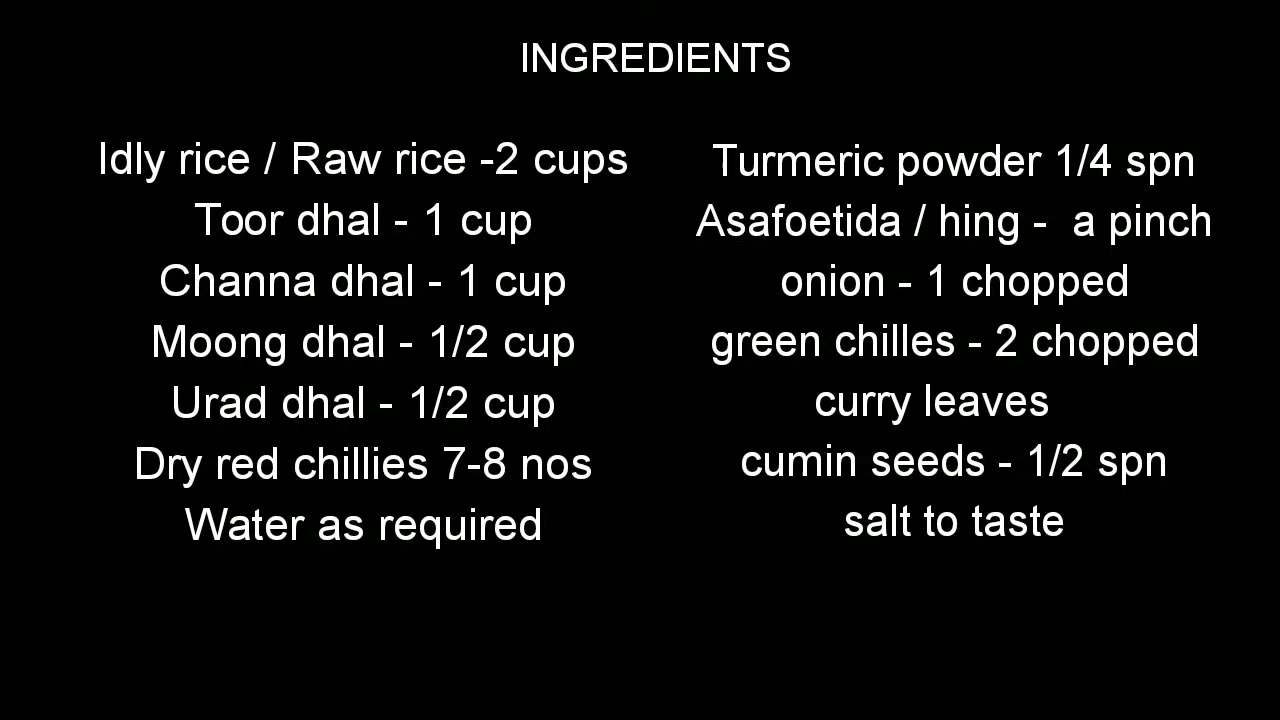 INGREDIENTS
Idly rice / Raw rice -2 cups
Toor dhal - 1 cup
Channa dhal - 1 cup
Moong dhal - 1/2 cup
Urad dhal - 1/2 cup
Dry red chillies 7-8 nos
Water as required
Turmeric powder 1/4 spn
Asafoetida / hing -  a pinch
onion - 1 chopped
green chilles - 2 chopped
curry leaves
cumin seeds - 1/2 spn
salt to taste